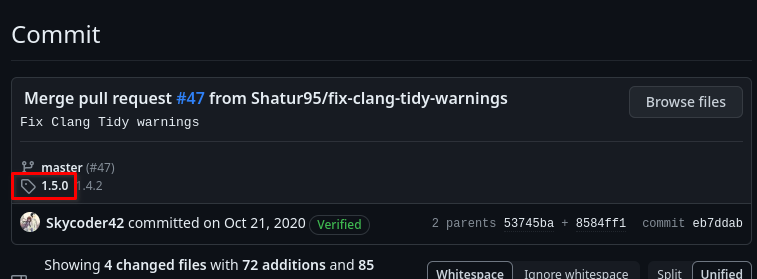 Commit
Merge pull request #47 from Shatur95/fix-clang-tidy-warnings
Browse files
Fix Clang Tidy warnings
master (#47)
1.5.0 1.4.2
Skycoder42 committed on Oct 21, 2020 Verified
2 parents 53745ba + 8584ff1 commit eb7ddab
Showing 4 changed files with 72 additions and 85
Whitespace Ignore whitespace Split Unified